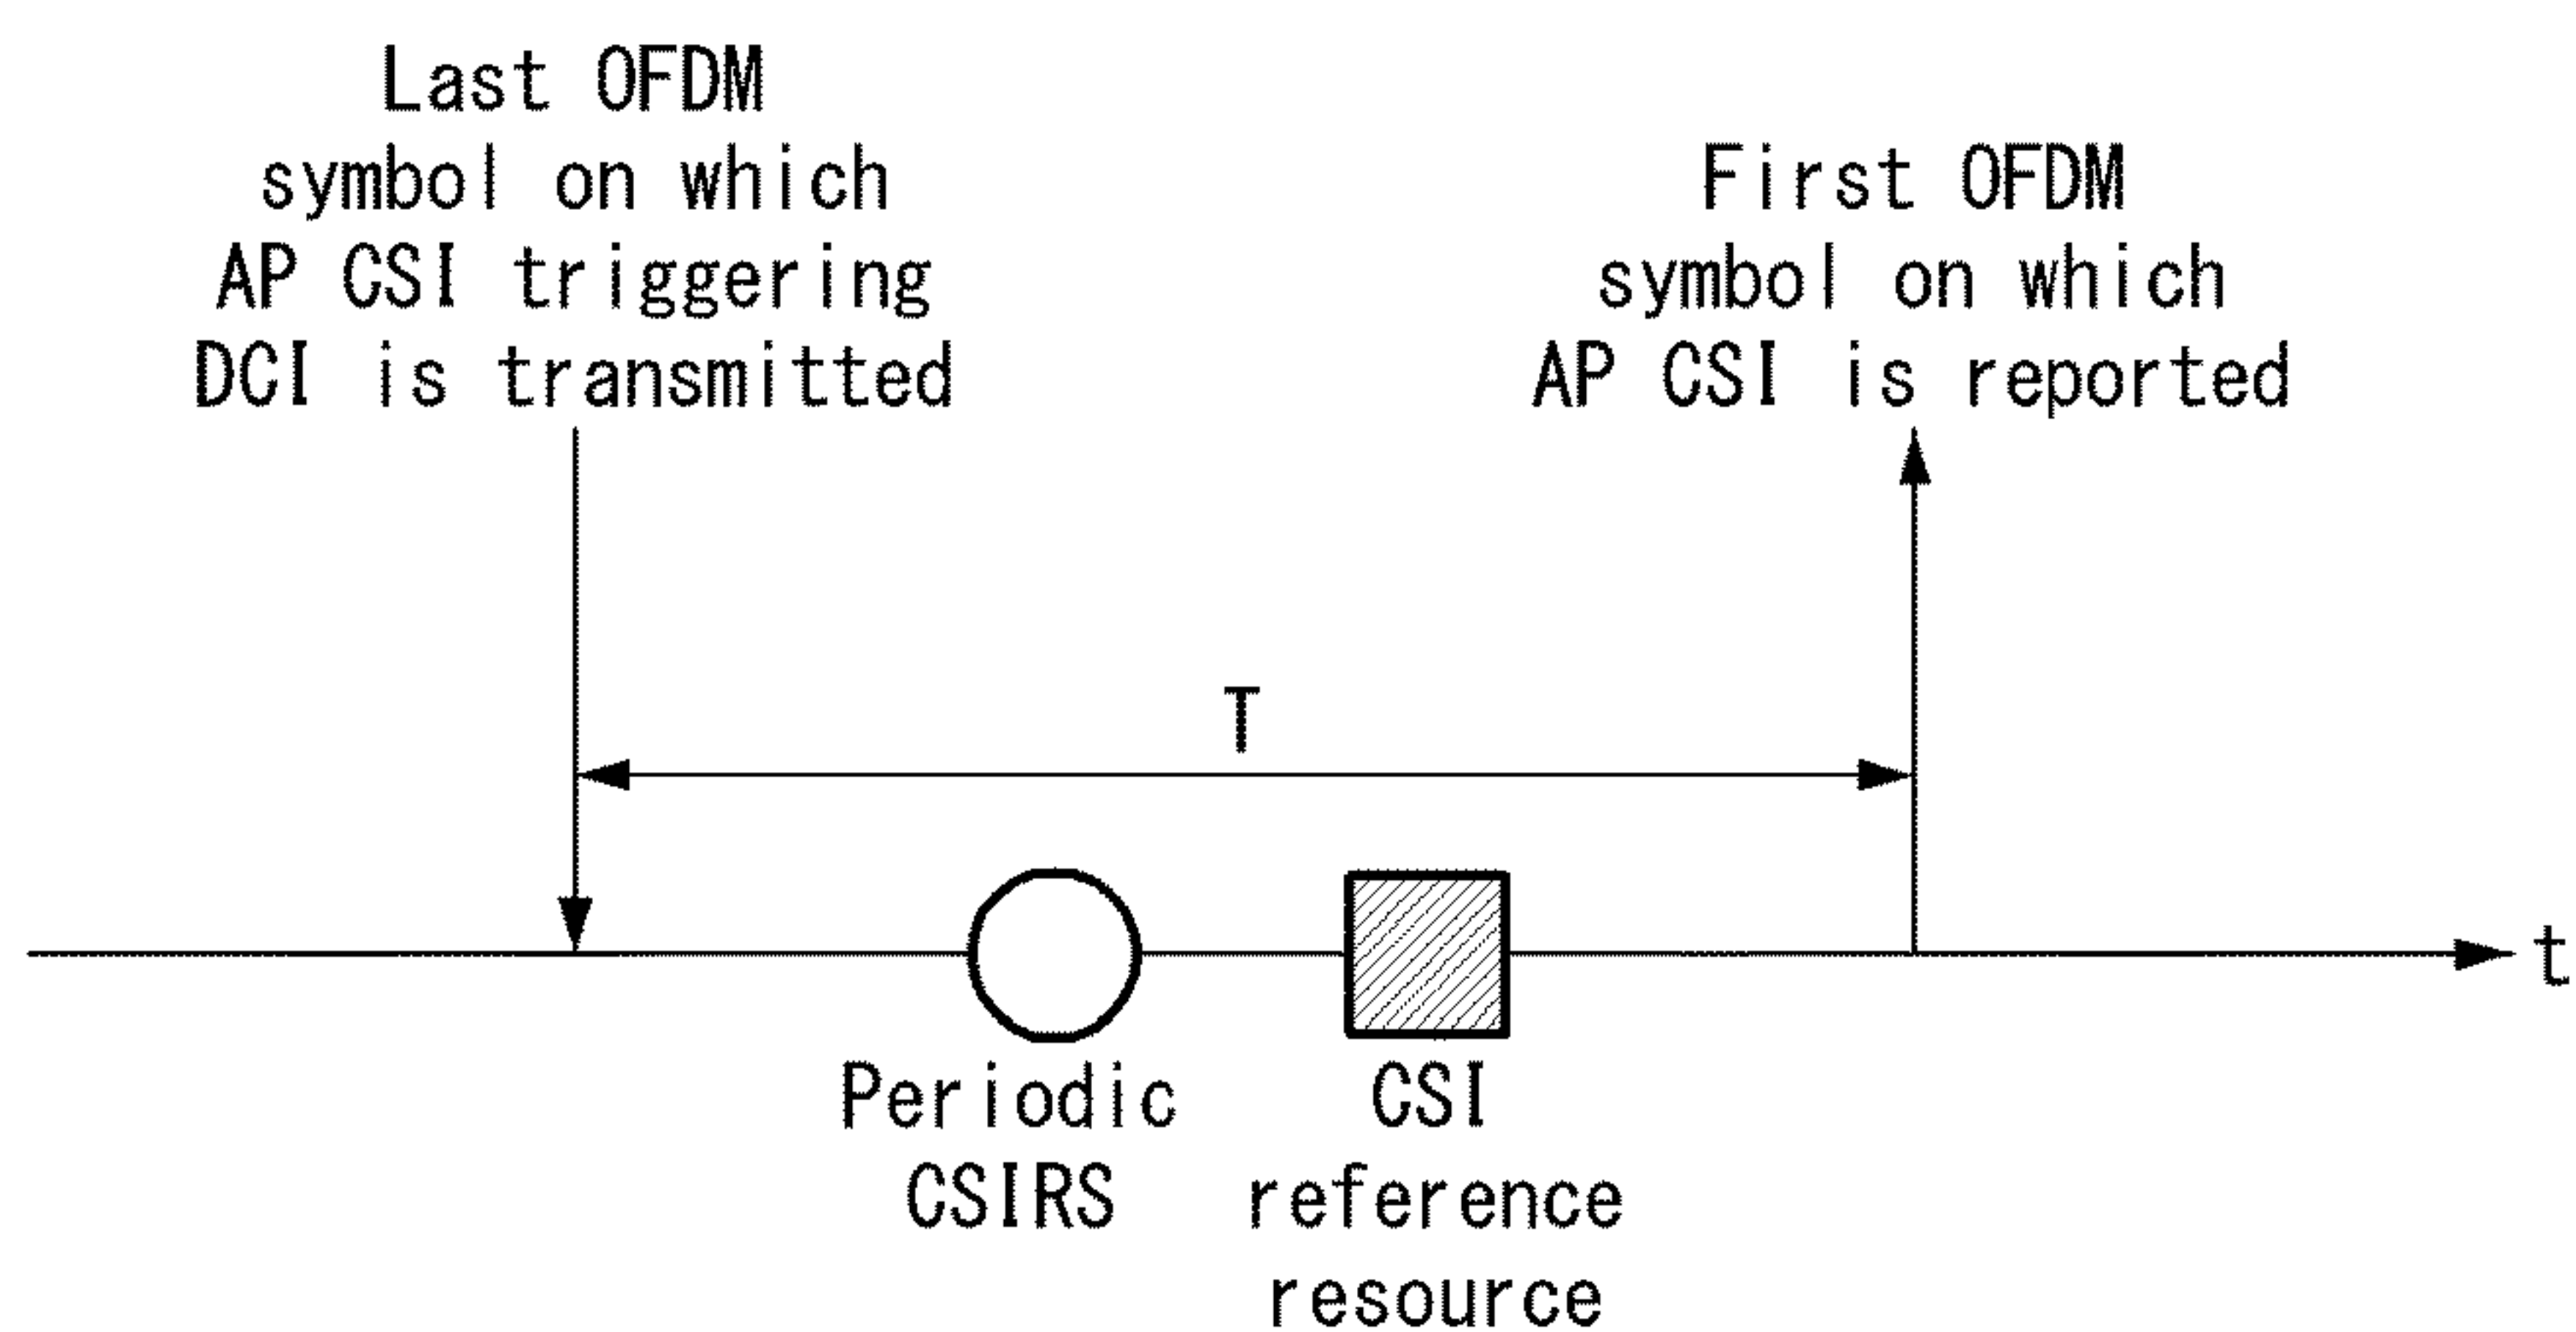 Last OFDM
symbol on which
AP CSI triggering
DCI is transmitted
First OFDM
symbol on which
AP CSI is reported
T
t
Periodic
CSIRS
CSI
reference
resource